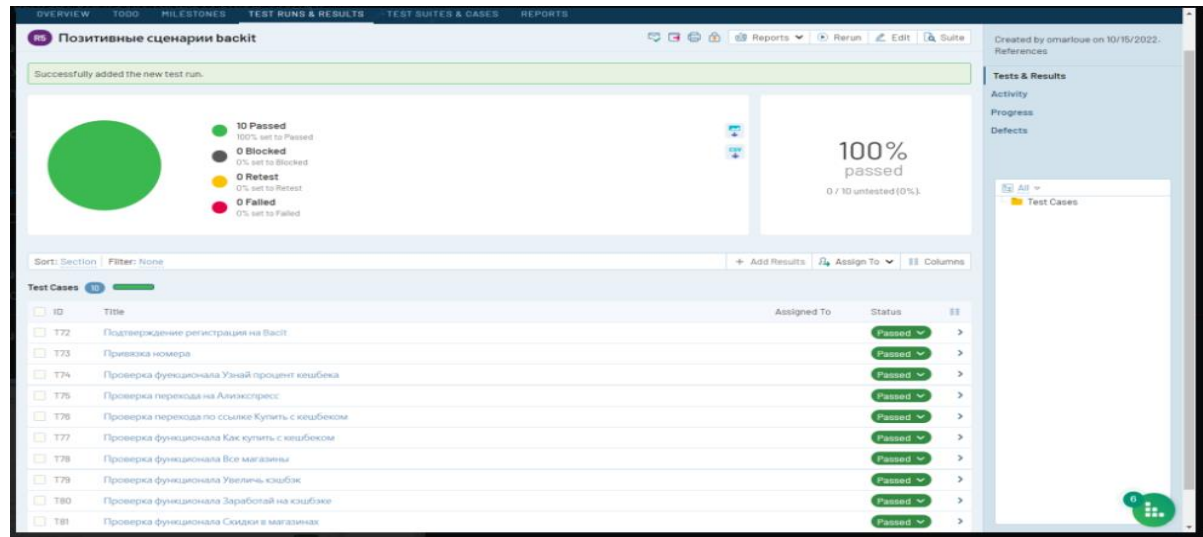 OVERVIEW TODO MILESTONES TEST RUNS & RESULTS TEST SUITES & CASES REPORTS
R5 Позитивные сценарии backit Reports Rerun Edit Suite
Created by omarloue on 10/15/2022.
References
Successfully added the new test run.
Tests & Results
Activity
Progress
Defects
10 Passed
100% set to Passed
0 Blocked
0% set to Blocked
0 Retest
0% set to Retest
0 Failed
0% set to Failed
CSV
100%
passed
0 / 10 untested (0%).
All
Test Cases
Sort: Section Filter: None + Add Results Assign To Columns
Test Cases 10
ID Title Assigned To Status
T72 Подтверждение регистрация на Bacit Passed
T73 Привязка номера Passed
T74 Проверка фуекционала Узнай процент кешбека Passed
T75 Проверка перехода на Алиэкспресс Passed
T76 Проверка перехода по ссылке Купить с кешбеком Passed
T77 Проверка функционала Как купить с кешбеком Passed
T78 Проверка функционала Все магазины Passed
T79 Проверка функционала Увеличь кэшбэк Passed
T80 Проверка функционала Заработай на кэшбэке Passed
T81 Проверка функционала Скидки в магазинах Passed
6